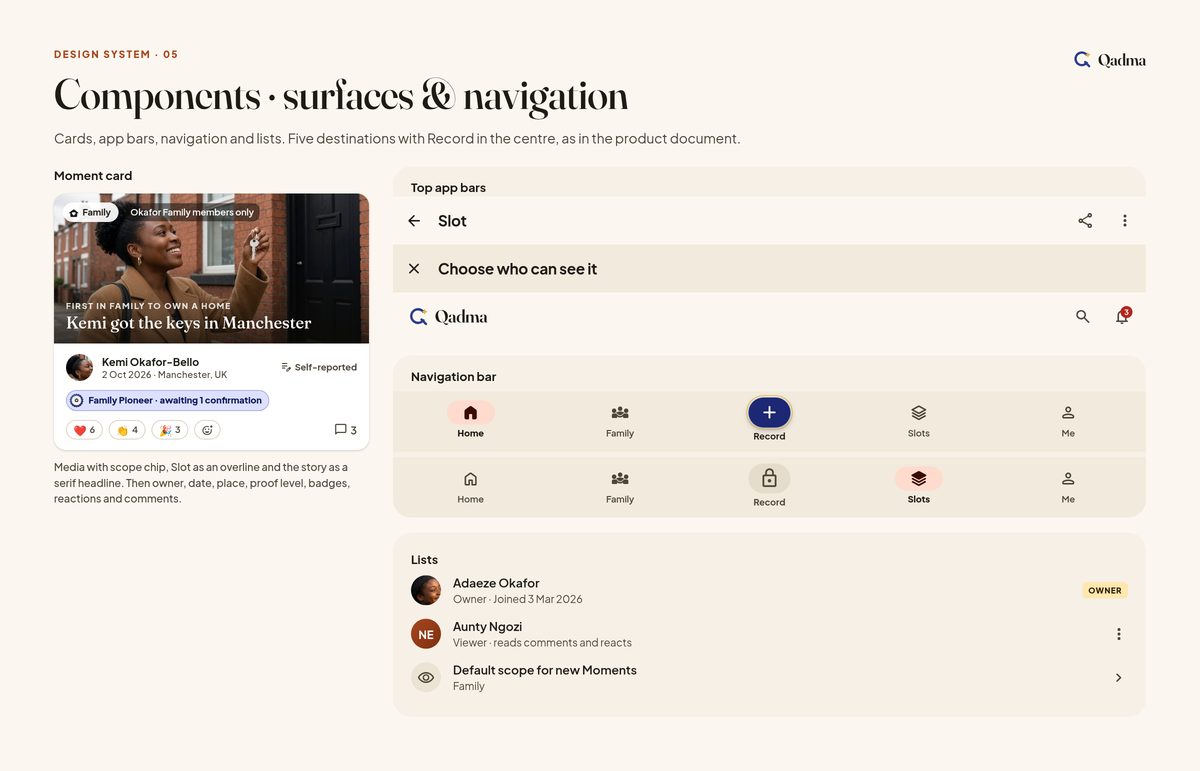 DESIGN SYSTEM · 05
Qadma
Components · surfaces & navigation
Cards, app bars, navigation and lists. Five destinations with Record in the centre, as in the product document.
Moment card
Family
Okafor Family members only
FIRST IN FAMILY TO OWN A HOME
Kemi got the keys in Manchester
Kemi Okafor-Bello
2 Oct 2026 · Manchester, UK
Self-reported
Family Pioneer · awaiting 1 confirmation
❤️ 6 👏 4 🎉 3
3
Media with scope chip, Slot as an overline and the story as a
serif headline. Then owner, date, place, proof level, badges,
reactions and comments.
Top app bars
Slot
Choose who can see it
Qadma
3
Navigation bar
Home Family Record Slots Me
Home Family Record Slots Me
Lists
Adaeze Okafor
Owner · Joined 3 Mar 2026
OWNER
NE
Aunty Ngozi
Viewer · reads comments and reacts
Default scope for new Moments
Family